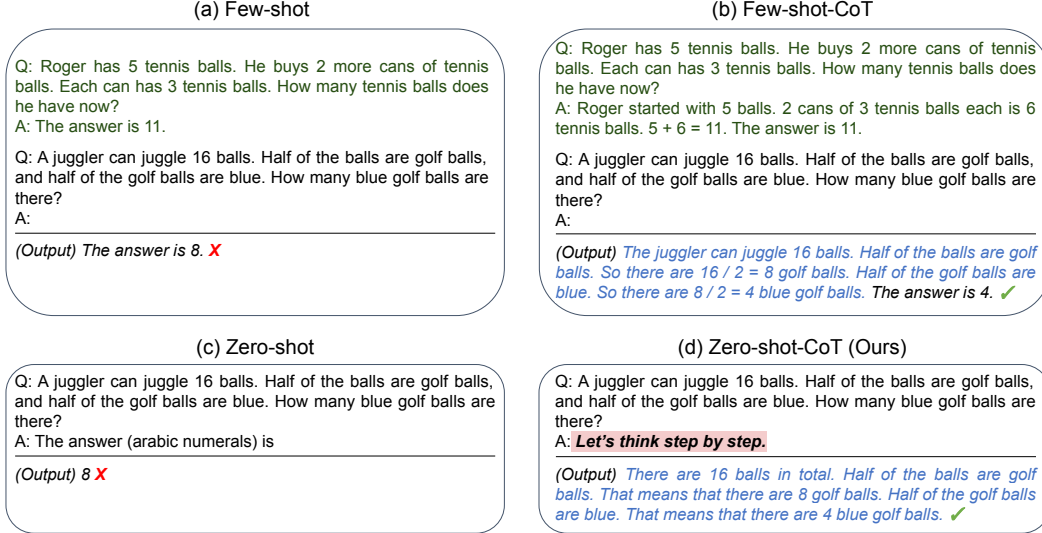 (a) Few-shot
Q: Roger has 5 tennis balls. He buys 2 more cans of tennis
balls. Each can has 3 tennis balls. How many tennis balls does
he have now?
A: The answer is 11.
Q: A juggler can juggle 16 balls. Half of the balls are golf balls,
and half of the golf balls are blue. How many blue golf balls are
there?
A:
(Output) The answer is 8. X
(b) Few-shot-CoT
Q: Roger has 5 tennis balls. He buys 2 more cans of tennis
balls. Each can has 3 tennis balls. How many tennis balls does
he have now?
A: Roger started with 5 balls. 2 cans of 3 tennis balls each is 6
tennis balls. 5 + 6 = 11. The answer is 11.
Q: A juggler can juggle 16 balls. Half of the balls are golf balls,
and half of the golf balls are blue. How many blue golf balls are
there?
A:
(Output) The juggler can juggle 16 balls. Half of the balls are golf
balls. So there are 16 / 2 = 8 golf balls. Half of the golf balls are
blue. So there are 8 / 2 = 4 blue golf balls. The answer is 4. ✓
(c) Zero-shot
Q: A juggler can juggle 16 balls. Half of the balls are golf balls,
and half of the golf balls are blue. How many blue golf balls are
there?
A: The answer (arabic numerals) is
(Output) 8 X
(d) Zero-shot-CoT (Ours)
Q: A juggler can juggle 16 balls. Half of the balls are golf balls,
and half of the golf balls are blue. How many blue golf balls are
there?
A: Let's think step by step.
(Output) There are 16 balls in total. Half of the balls are golf
balls. That means that there are 8 golf balls. Half of the golf balls
are blue. That means that there are 4 blue golf balls. ✓